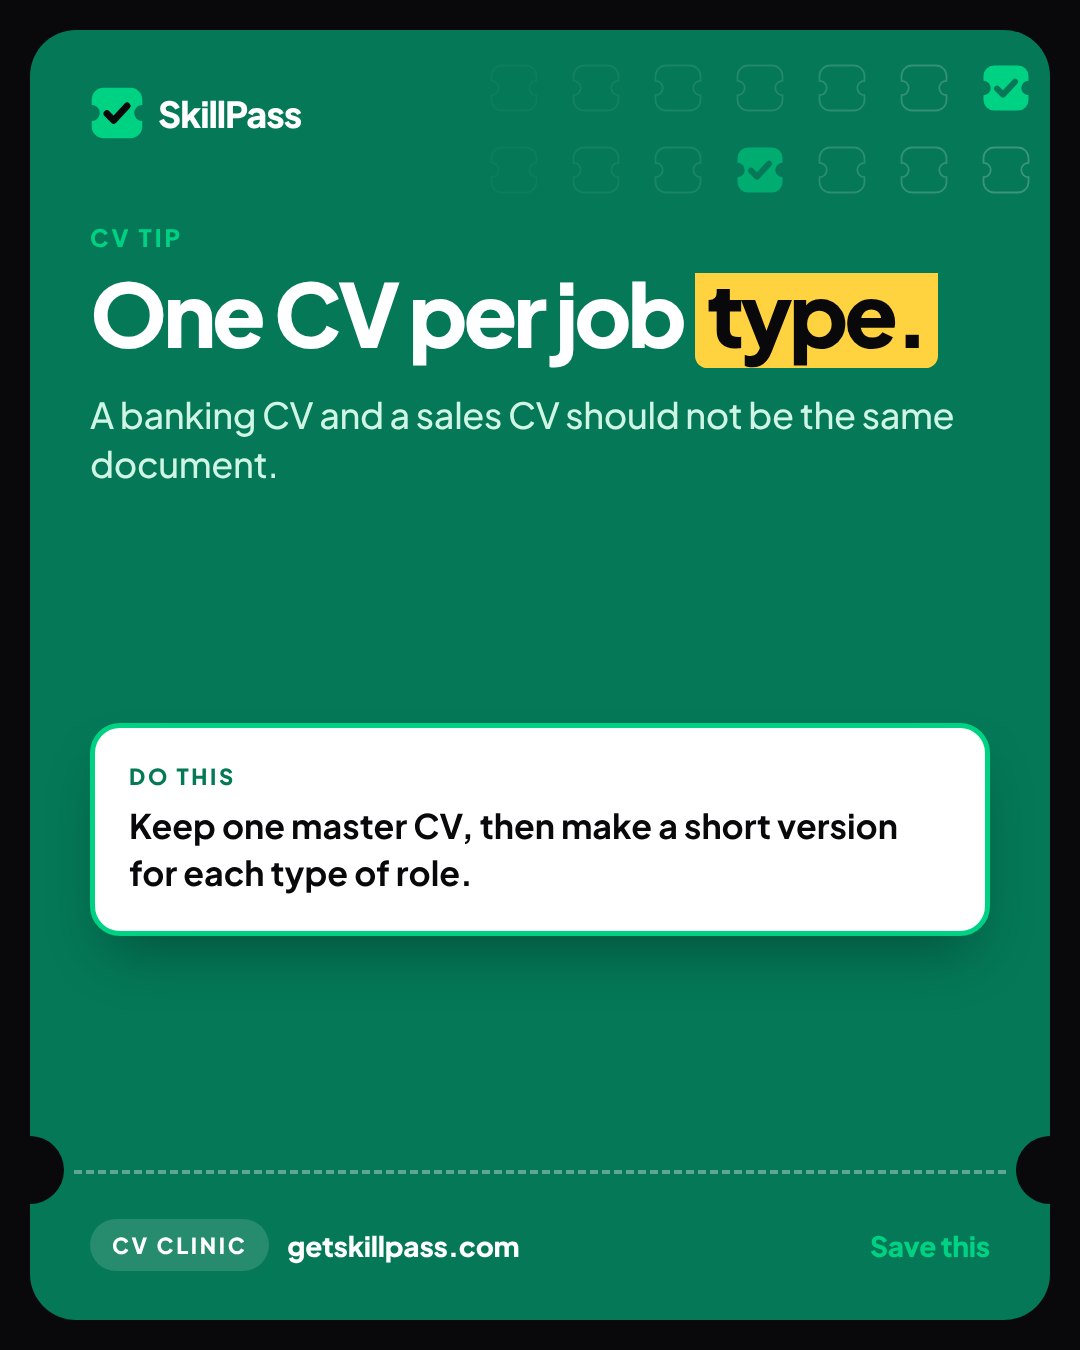 SkillPass
CV TIP
One CV per job type.
A banking CV and a sales CV should not be the same
document.
DO THIS
Keep one master CV, then make a short version
for each type of role.
CV CLINIC getskillpass.com Save this